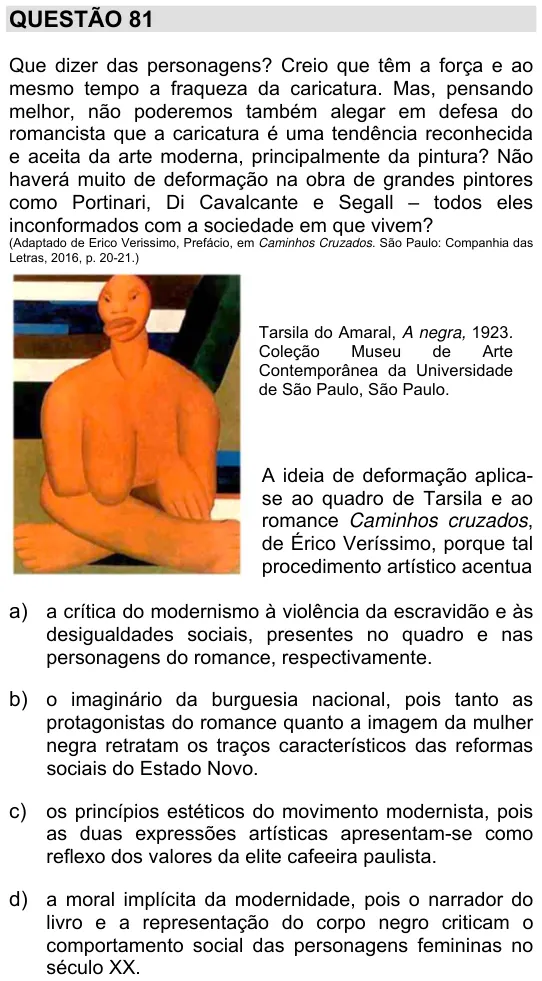 QUESTÃO 81
Que dizer das personagens? Creio que têm a força e ao
mesmo tempo a fraqueza da caricatura. Mas, pensando
melhor, não poderemos também alegar em defesa do
romancista que a caricatura é uma tendência reconhecida
e aceita da arte moderna, principalmente da pintura? Não
haverá muito de deformação na obra de grandes pintores
como Portinari, Di Cavalcante e Segall – todos eles
inconformados com a sociedade em que vivem?
(Adaptado de Erico Verissimo, Prefácio, em Caminhos Cruzados. São Paulo: Companhia das
Letras, 2016, p. 20-21.)
Tarsila do Amaral, A negra, 1923.
Coleção Museu de Arte
Contemporânea da Universidade
de São Paulo, São Paulo.
A ideia de deformação aplica-
se ao quadro de Tarsila e ao
romance Caminhos cruzados,
de Érico Veríssimo, porque tal
procedimento artístico acentua
a) a crítica do modernismo à violência da escravidão e às
desigualdades sociais, presentes no quadro e nas
personagens do romance, respectivamente.
b) o imaginário da burguesia nacional, pois tanto as
protagonistas do romance quanto a imagem da mulher
negra retratam os traços característicos das reformas
sociais do Estado Novo.
c) os princípios estéticos do movimento modernista, pois
as duas expressões artísticas apresentam-se como
reflexo dos valores da elite cafeeira paulista.
d) a moral implícita da modernidade, pois o narrador do
livro e a representação do corpo negro criticam o
comportamento social das personagens femininas no
século XX.